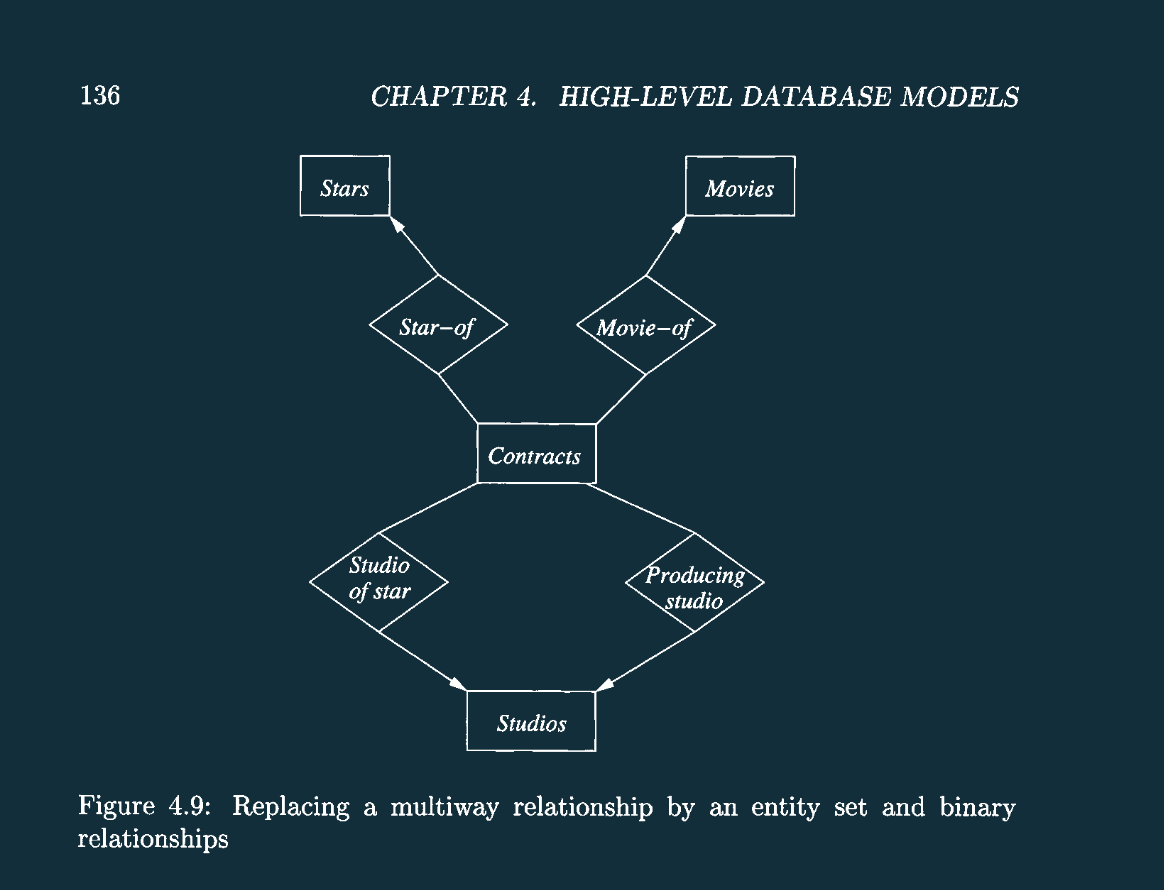 136 CHAPTER 4. HIGH-LEVEL DATABASE MODELS
Stars
Movies
Star-of
Movie-of
Contracts
Studio
of star
Producing
studio
Studios
Figure 4.9: Replacing a multiway relationship by an entity set and binary
relationships